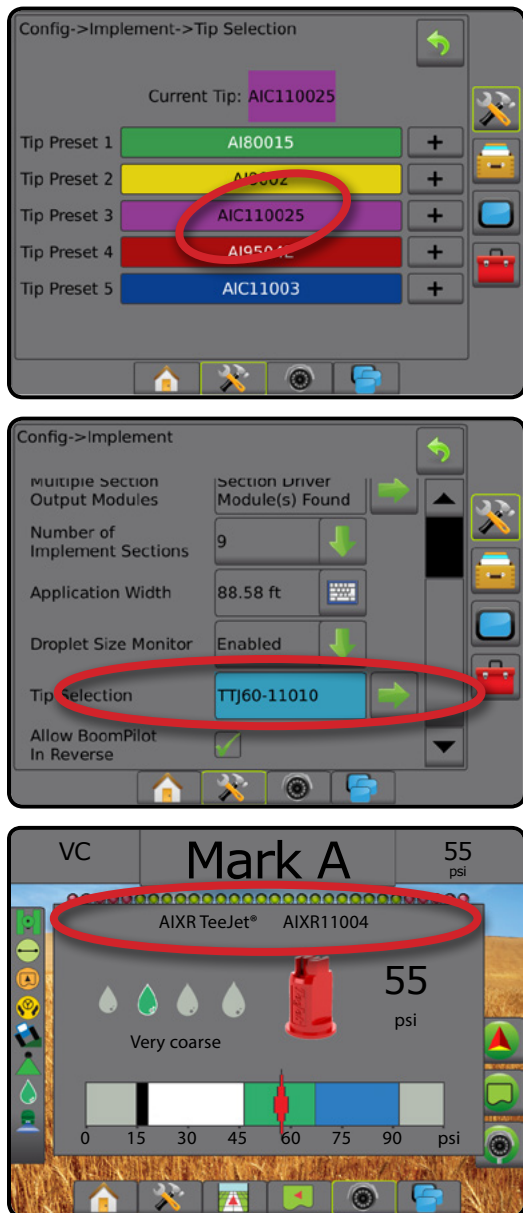 Config->Implement->Tip Selection
Current Tip: AIC110025
Tip Preset 1 AI80015 +
Tip Preset 2 AI8002 +
Tip Preset 3 AIC110025 +
Tip Preset 4 +
Tip Preset 5 AIC11003 +
Config->Implement
Multiple Section Section Driver
Output Modules Module(s) Found
Number of
Implement Sections 9
Application Width 88.58 ft
Droplet Size Monitor Enabled
Tip Selection TTJ60-11010
Allow BoomPilot
In Reverse
VC Mark A 55
psi
AIXR TeeJet® AIXR11004
55
psi
Very coarse
0 15 30 45 60 75 90 psi